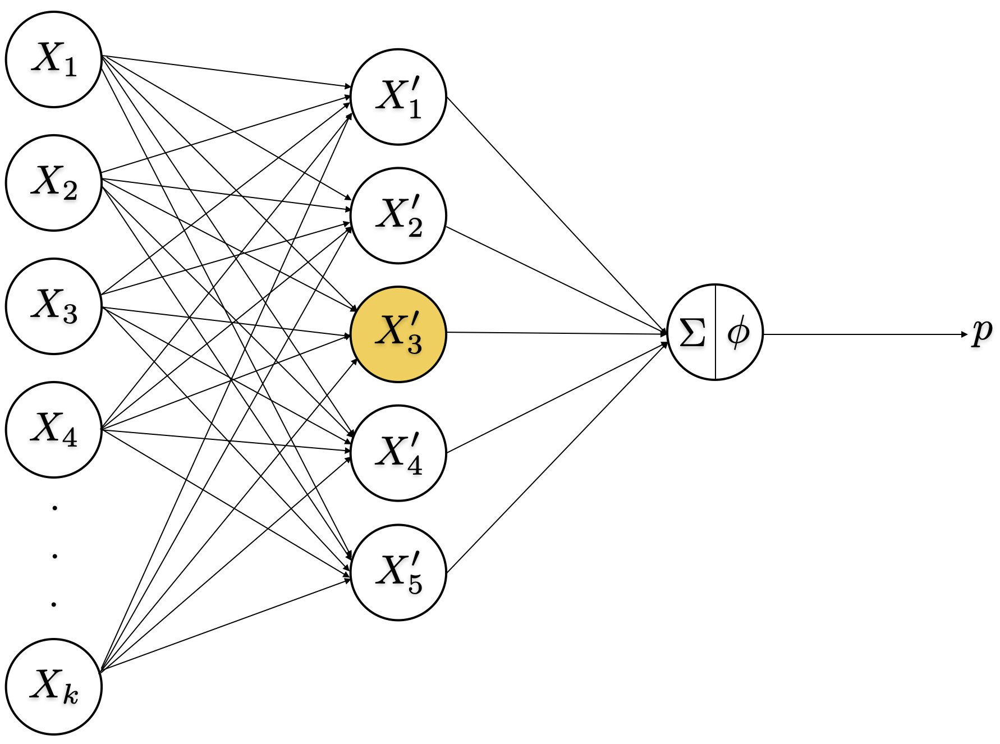 X₁
X₂
X₃
X₄
.
.
.
Xₖ
X′₁
X′₂
X′₃
X′₄
X′₅
Σ ϕ
p